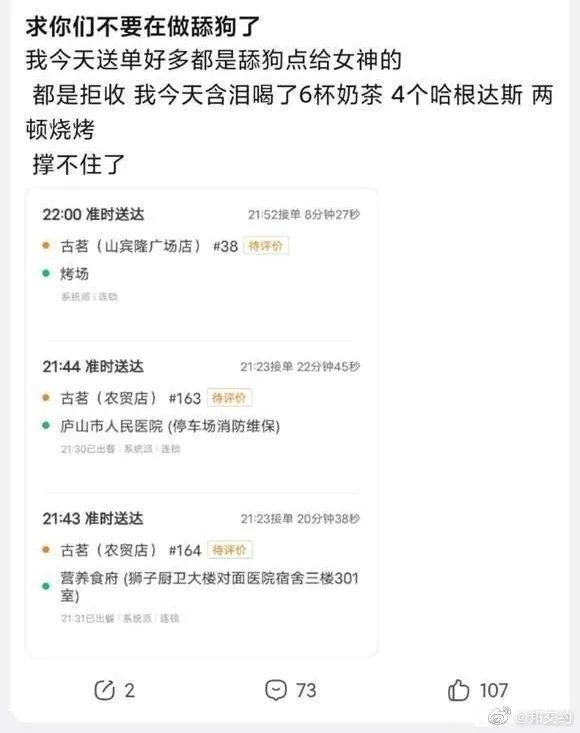 求你们不要在做舔狗了
我今天送单好多都是舔狗点给女神的
都是拒收 我今天含泪喝了6杯奶茶 4个哈根达斯 两
顿烧烤
撑不住了
22:00 准时送达 21:52接单 8分钟27秒
古茗（山宾隆广场店） #38 待评价
烤场
系统师 | 连锁
21:44 准时送达 21:23接单 22分钟45秒
古茗（农贸店） #163 待评价
庐山市人民医院 (停车场消防维保)
21:30已出餐 | 系统派 | 连锁
21:43 准时送达 21:23接单 20分钟38秒
古茗（农贸店） #164 待评价
营养食府 (狮子厨卫大楼对面医院宿舍三楼301
室)
21:31已出餐 | 系统派 | 连锁
2 73 107
@邦交约